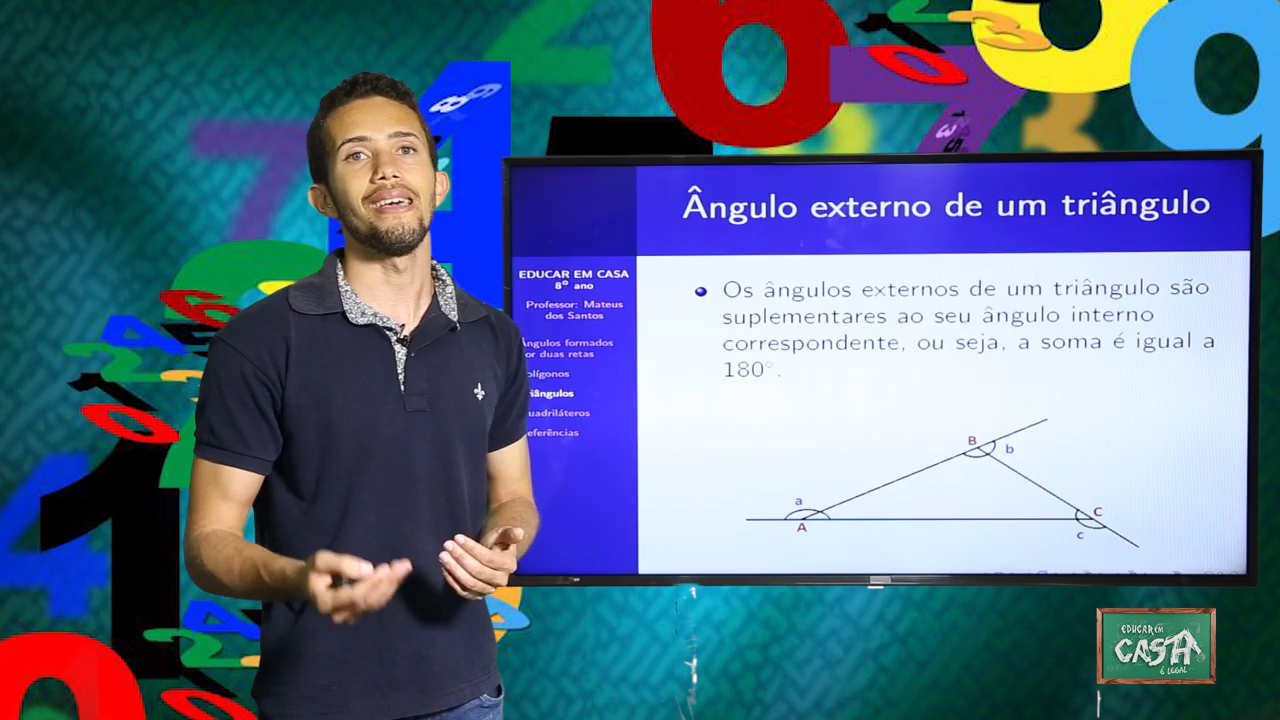 Ângulo externo de um triângulo
EDUCAR EM CASA
8º ano
Professor: Mateus
dos Santos
Ângulos formados
or duas retas
olígonos
iângulos
uadriláteros
eferências
Os ângulos externos de um triângulo são
suplementares ao seu ângulo interno
correspondente, ou seja, a soma é igual a
180°.
B
b
a
A
C
c
EDUCAR EM
CASA
É LEGAL